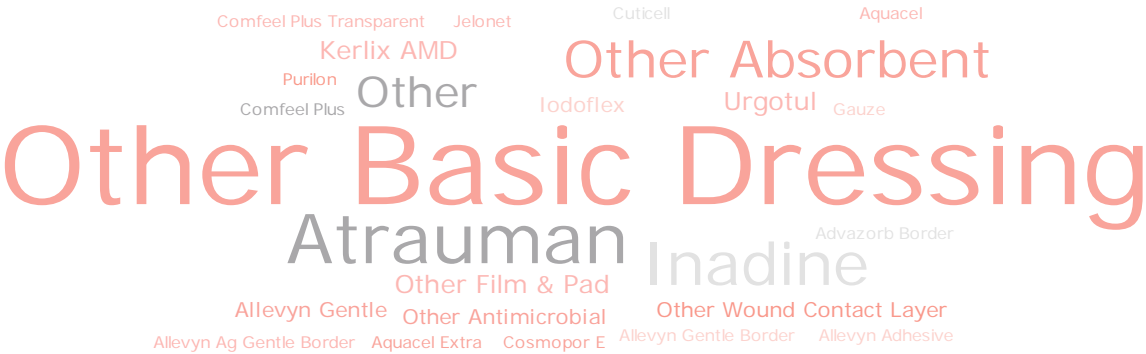 Cuticell
Aquacel
Comfeel Plus Transparent
Jelonet
Kerlix AMD
Other Absorbent
Purilon
Other
Comfeel Plus
Iodoflex
Urgotul
Gauze
Other Basic Dressing
Atrauman
Advazorb Border
Inadine
Other Film & Pad
Allevyn Gentle
Other Antimicrobial
Other Wound Contact Layer
Allevyn Ag Gentle Border
Aquacel Extra
Cosmopor E
Allevyn Gentle Border
Allevyn Adhesive